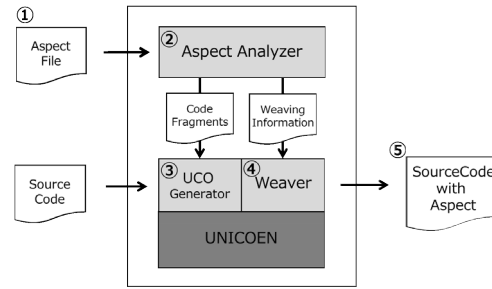 ①
Aspect
File
②
Aspect Analyzer
Code
Fragments
Weaving
Information
Source
Code
③
UCO
Generator
④
Weaver
UNICOEN
⑤
SourceCode
with
Aspect